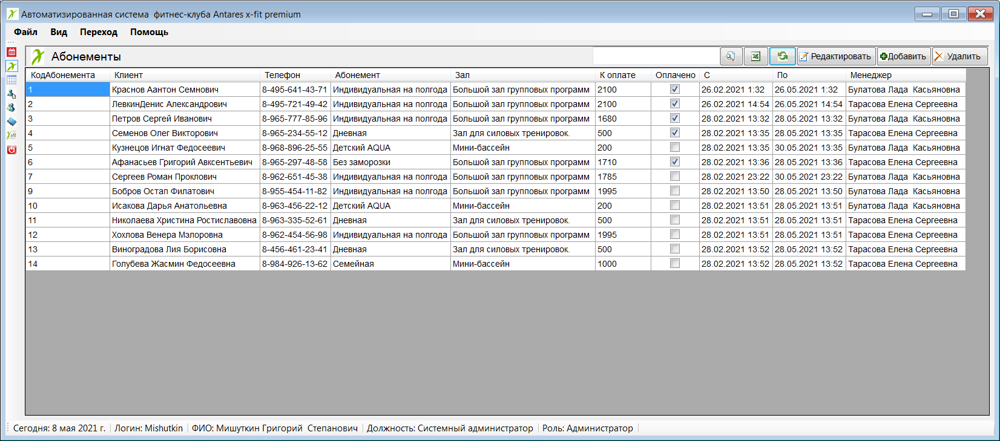 Автоматизированная система  фитнес-клуба Antares x-fit premium
Файл Вид Переход Помощь
Абонементы Редактировать Добавить Удалить
КодАбонемента Клиент Телефон Абонемент Зал К оплате Оплачено С По Менеджер
1 Краснов Аантон Семнович 8-495-641-43-71 Индивидуальная на полгода Большой зал групповых программ 2100 26.02.2021 1:32 26.05.2021 1:32 Булатова Лада  Касьяновна
2 ЛевкинДенис Александрович 8-495-721-49-42 Индивидуальная на полгода Большой зал групповых программ 2100 26.02.2021 14:54 26.05.2021 14:54 Тарасова Елена Сергеевна
3 Петров Сергей Иванович 8-965-777-85-96 Индивидуальная на полгода Большой зал групповых программ 1680 28.02.2021 13:32 28.05.2021 13:32 Булатова Лада  Касьяновна
4 Семенов Олег Викторович 8-965-234-55-12 Дневная Зал для силовых тренировок. 500 28.02.2021 13:35 28.05.2021 13:35 Тарасова Елена Сергеевна
5 Кузнецов Игнат Федосеевич 8-968-896-25-55 Детский AQUA Мини-бассейн 200 28.02.2021 13:35 30.05.2021 13:35 Булатова Лада  Касьяновна
6 Афанасьев Григорий Авксентьевич 8-965-297-48-58 Без заморозки Большой зал групповых программ 1710 28.02.2021 13:36 28.05.2021 13:36 Тарасова Елена Сергеевна
7 Сергеев Роман Проклович 8-962-651-45-38 Индивидуальная на полгода Большой зал групповых программ 1785 28.02.2021 23:22 30.05.2021 23:22 Булатова Лада  Касьяновна
9 Бобров Остап Филатович 8-955-454-11-82 Индивидуальная на полгода Большой зал групповых программ 1995 28.02.2021 13:50 28.05.2021 13:50 Булатова Лада  Касьяновна
10 Исакова Дарья Анатольевна 8-963-456-22-12 Детский AQUA Мини-бассейн 200 28.02.2021 13:51 28.05.2021 13:51 Булатова Лада  Касьяновна
11 Николаева Христина Ростиславовна 8-963-335-52-61 Дневная Зал для силовых тренировок. 500 28.02.2021 13:51 28.05.2021 13:51 Тарасова Елена Сергеевна
12 Хохлова Венера Мэлоровна 8-962-454-56-98 Индивидуальная на полгода Большой зал групповых программ 1995 28.02.2021 13:51 28.05.2021 13:51 Тарасова Елена Сергеевна
13 Виноградова Лия Борисовна 8-456-461-23-41 Дневная Зал для силовых тренировок. 500 28.02.2021 13:52 28.05.2021 13:52 Тарасова Елена Сергеевна
14 Голубева Жасмин Федосеевна 8-984-926-13-62 Семейная Мини-бассейн 1000 28.02.2021 13:52 28.05.2021 13:52 Тарасова Елена Сергеевна
Сегодня: 8 мая 2021 г. Логин: Mishutkin ФИО: Мишуткин Григорий  Степанович Должность: Системный администратор Роль: Администратор